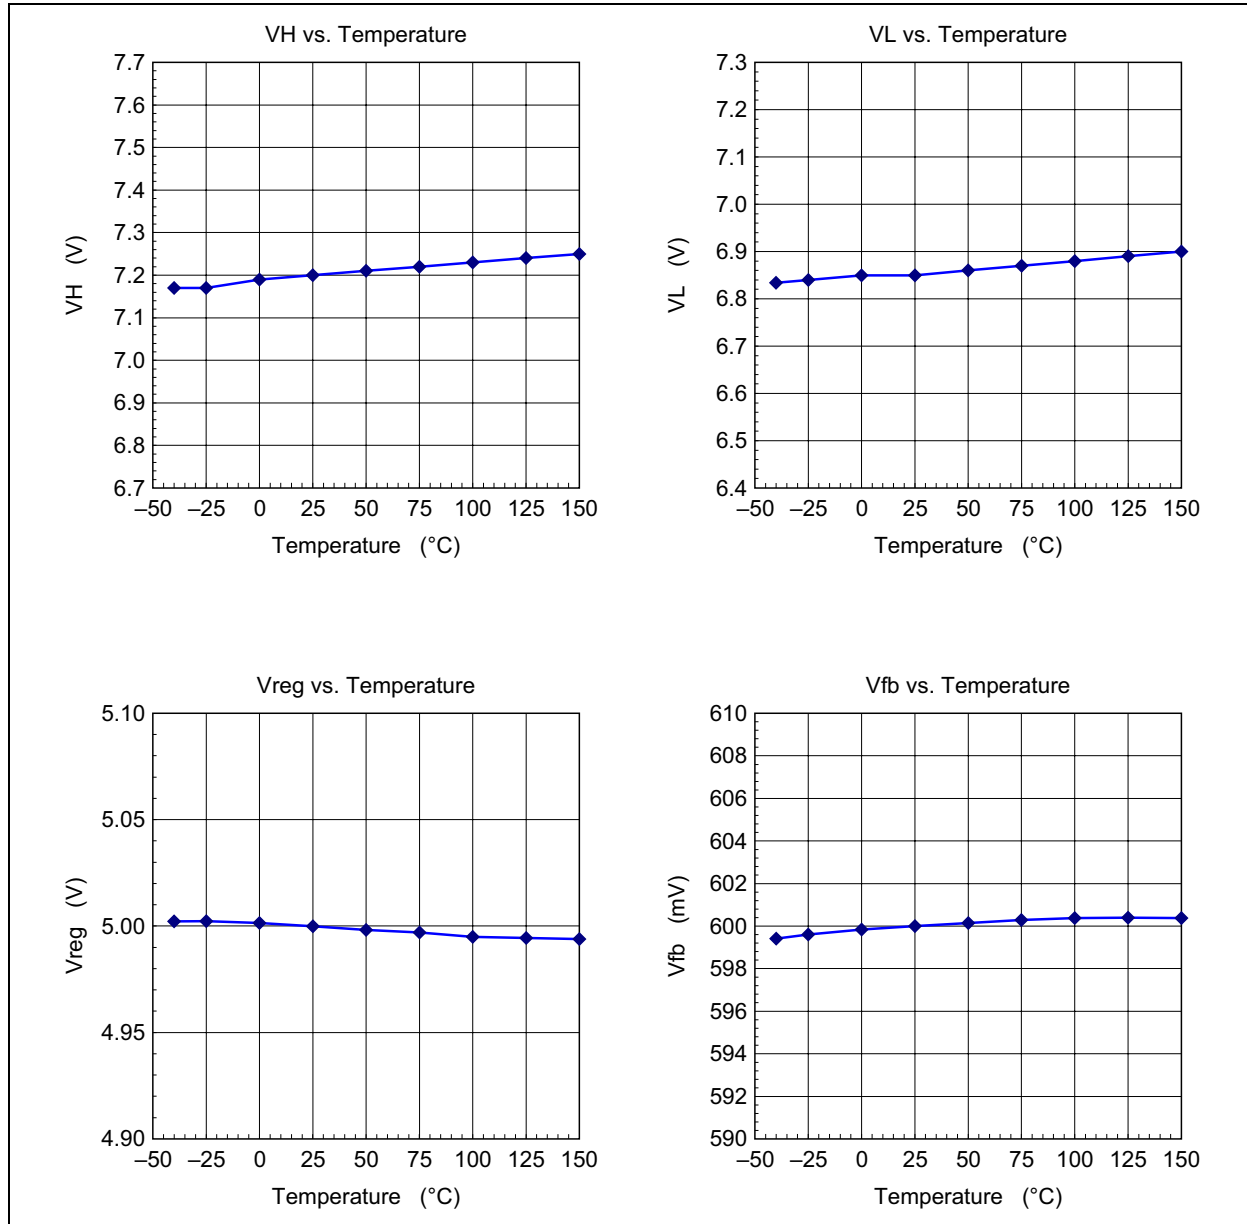 VH vs. Temperature
7.7
7.6
7.5
7.4
7.3
7.2
7.1
7.0
6.9
6.8
6.7
VH (V)
–50 –25 0 25 50 75 100 125 150
Temperature (°C)
VL vs. Temperature
7.3
7.2
7.1
7.0
6.9
6.8
6.7
6.6
6.5
6.4
VL (V)
–50 –25 0 25 50 75 100 125 150
Temperature (°C)
Vreg vs. Temperature
5.10
5.05
5.00
4.95
4.90
Vreg (V)
–50 –25 0 25 50 75 100 125 150
Temperature (°C)
Vfb vs. Temperature
610
608
606
604
602
600
598
596
594
592
590
Vfb (mV)
–50 –25 0 25 50 75 100 125 150
Temperature (°C)